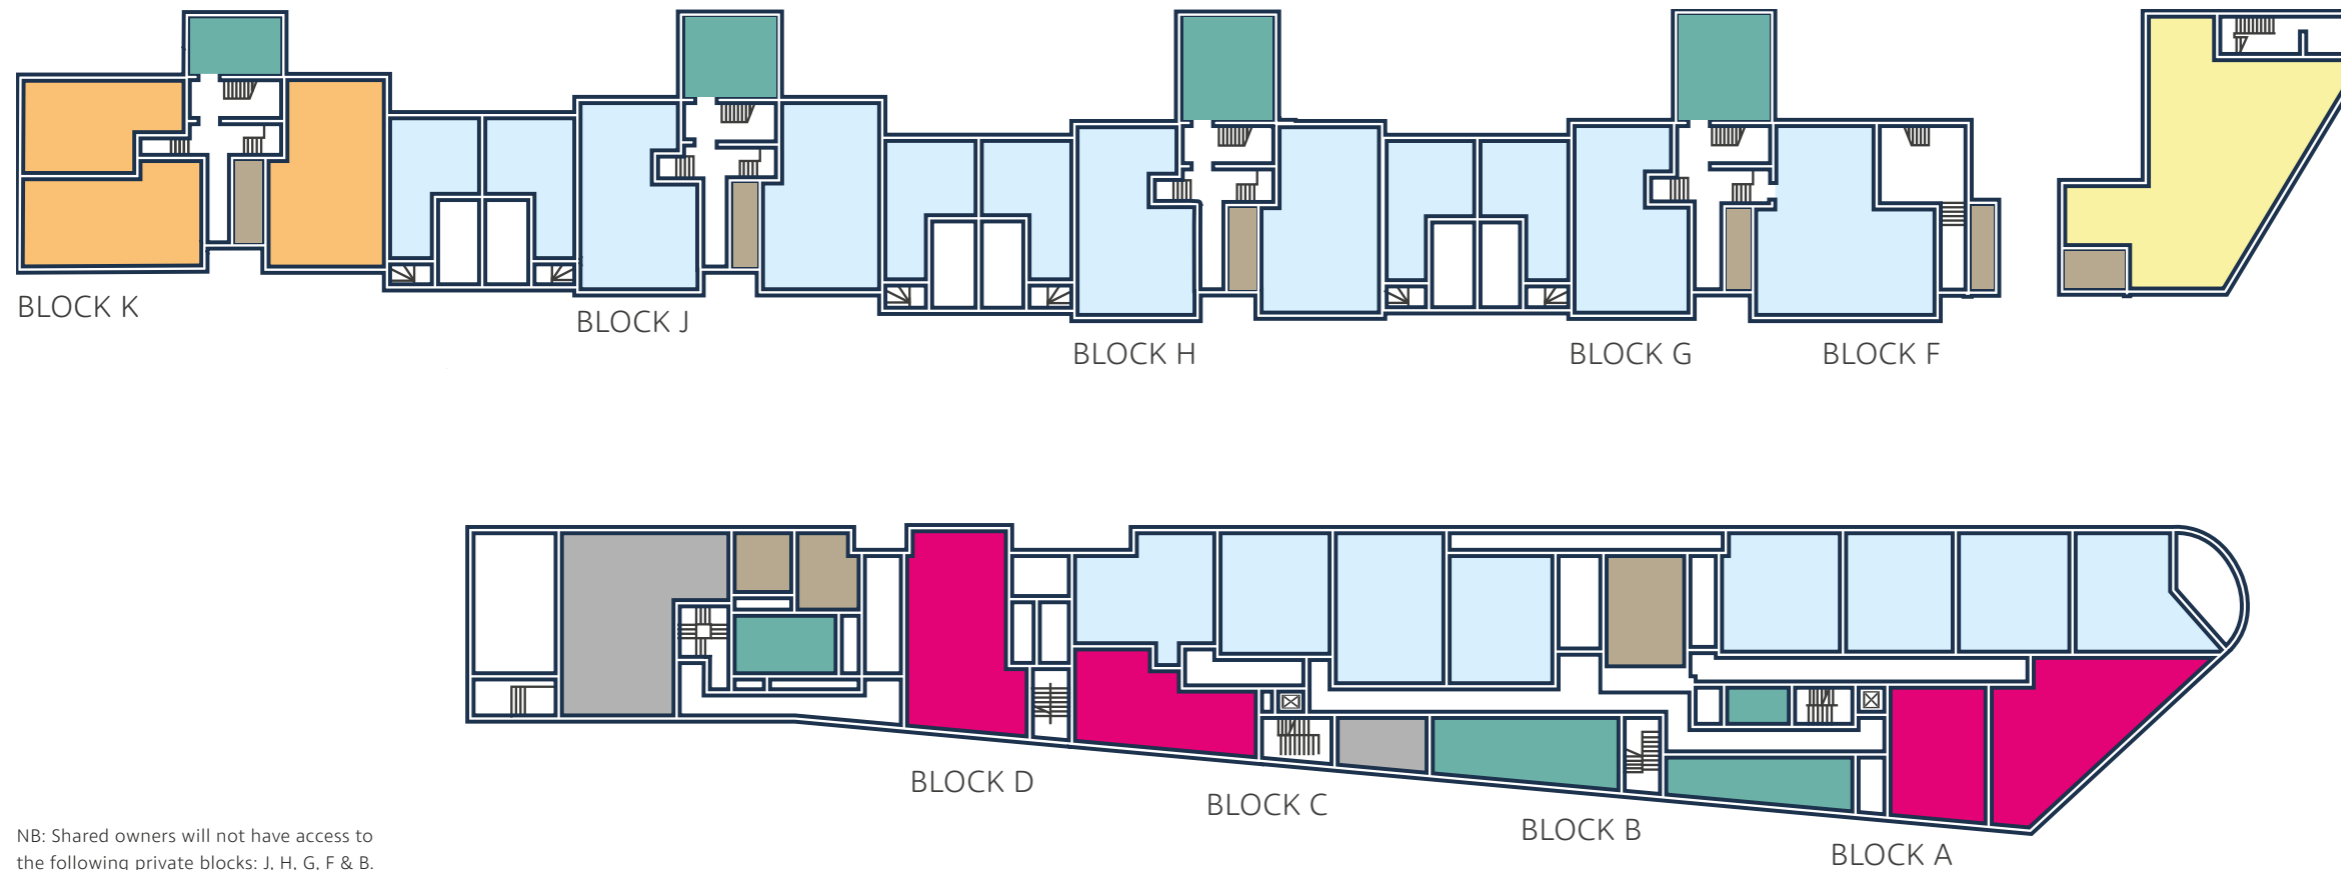 BLOCK K
BLOCK J
BLOCK H
BLOCK G
BLOCK F
BLOCK D
BLOCK C
BLOCK B
BLOCK A
NB: Shared owners will not have access to
the following private blocks: J, H, G, F & B.